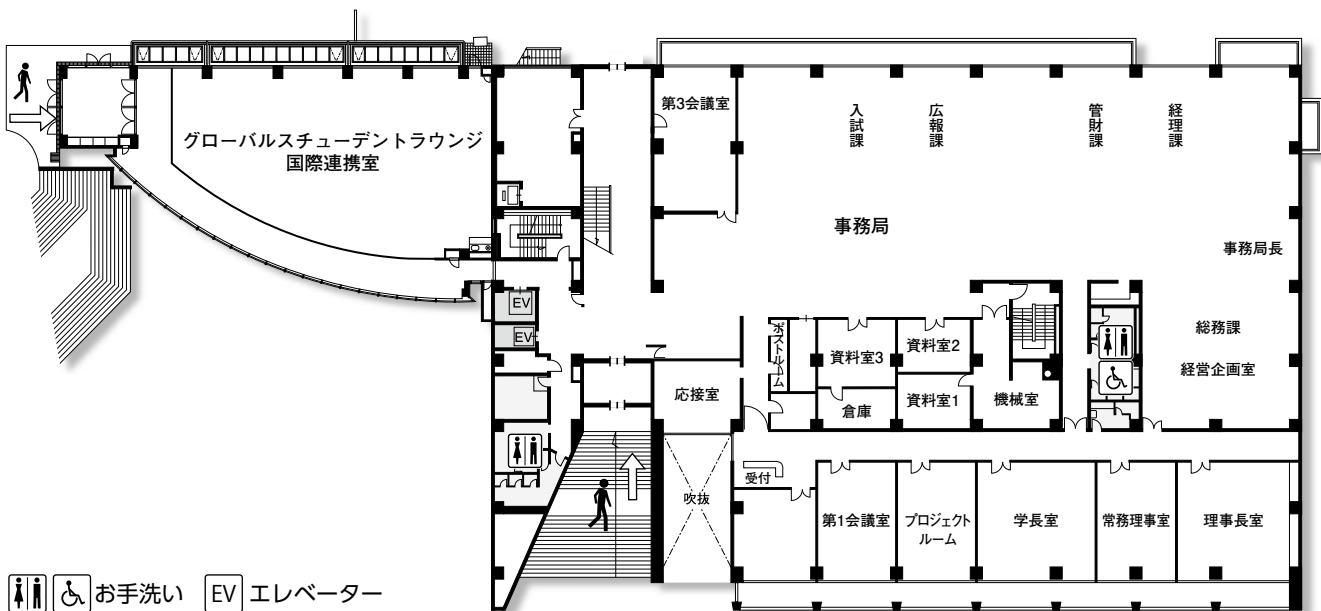 第3会議室
入試課
広報課
管財課
経理課
グローバルスチューデントラウンジ
国際連携室
事務局
事務局長
EV
EV
ポストルーム
資料室3
資料室2
総務課
経営企画室
応接室
倉庫
資料室1
機械室
受付
吹抜
第1会議室
プロジェクト
ルーム
学長室
常務理事室
理事長室
お手洗い
EV エレベーター